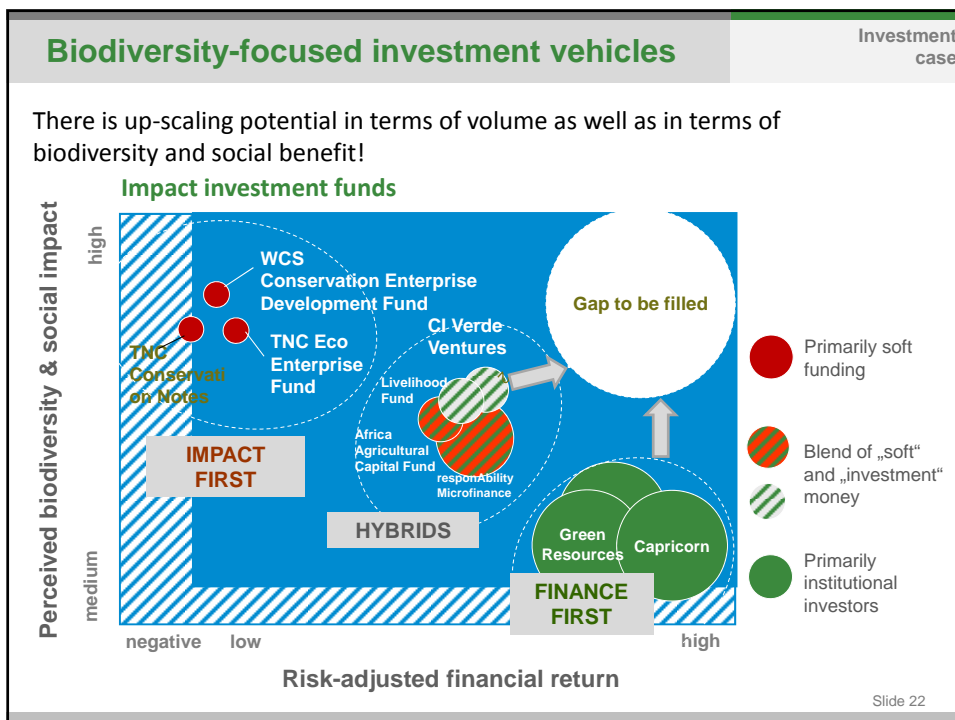 Biodiversity-focused investment vehicles
Investment
case
There is up-scaling potential in terms of volume as well as in terms of
biodiversity and social benefit!
Impact investment funds
Perceived biodiversity & social impact
high
medium
WCS
Conservation Enterprise
Development Fund
TNC
Conservati
on Notes
TNC Eco
Enterprise
Fund
IMPACT
FIRST
CI Verde
Ventures
Livelihood
Fund
Africa
Agricultural
Capital Fund
responAbility
Microfinance
HYBRIDS
Gap to be filled
Green
Resources
Capricorn
FINANCE
FIRST
negative
low
high
Risk-adjusted financial return
Primarily soft
funding
Blend of „soft“
and „investment“
money
Primarily
institutional
investors
Slide 22